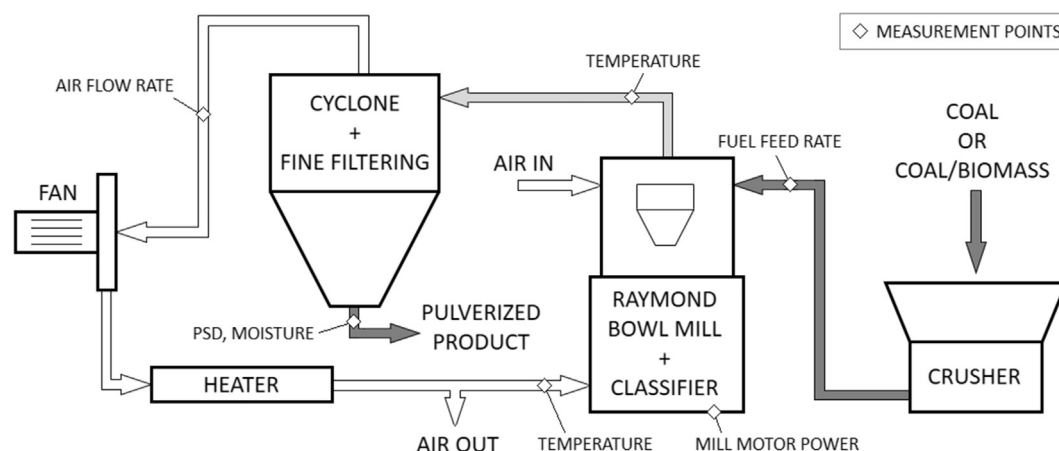 MEASUREMENT POINTS
TEMPERATURE
AIR FLOW RATE
CYCLONE
+
FINE FILTERING
COAL
OR
COAL/BIOMASS
FUEL FEED RATE
AIR IN
FAN
RAYMOND
BOWL MILL
+
CLASSIFIER
PULVERIZED
PRODUCT
PSD, MOISTURE
HEATER
CRUSHER
AIR OUT
TEMPERATURE
MILL MOTOR POWER